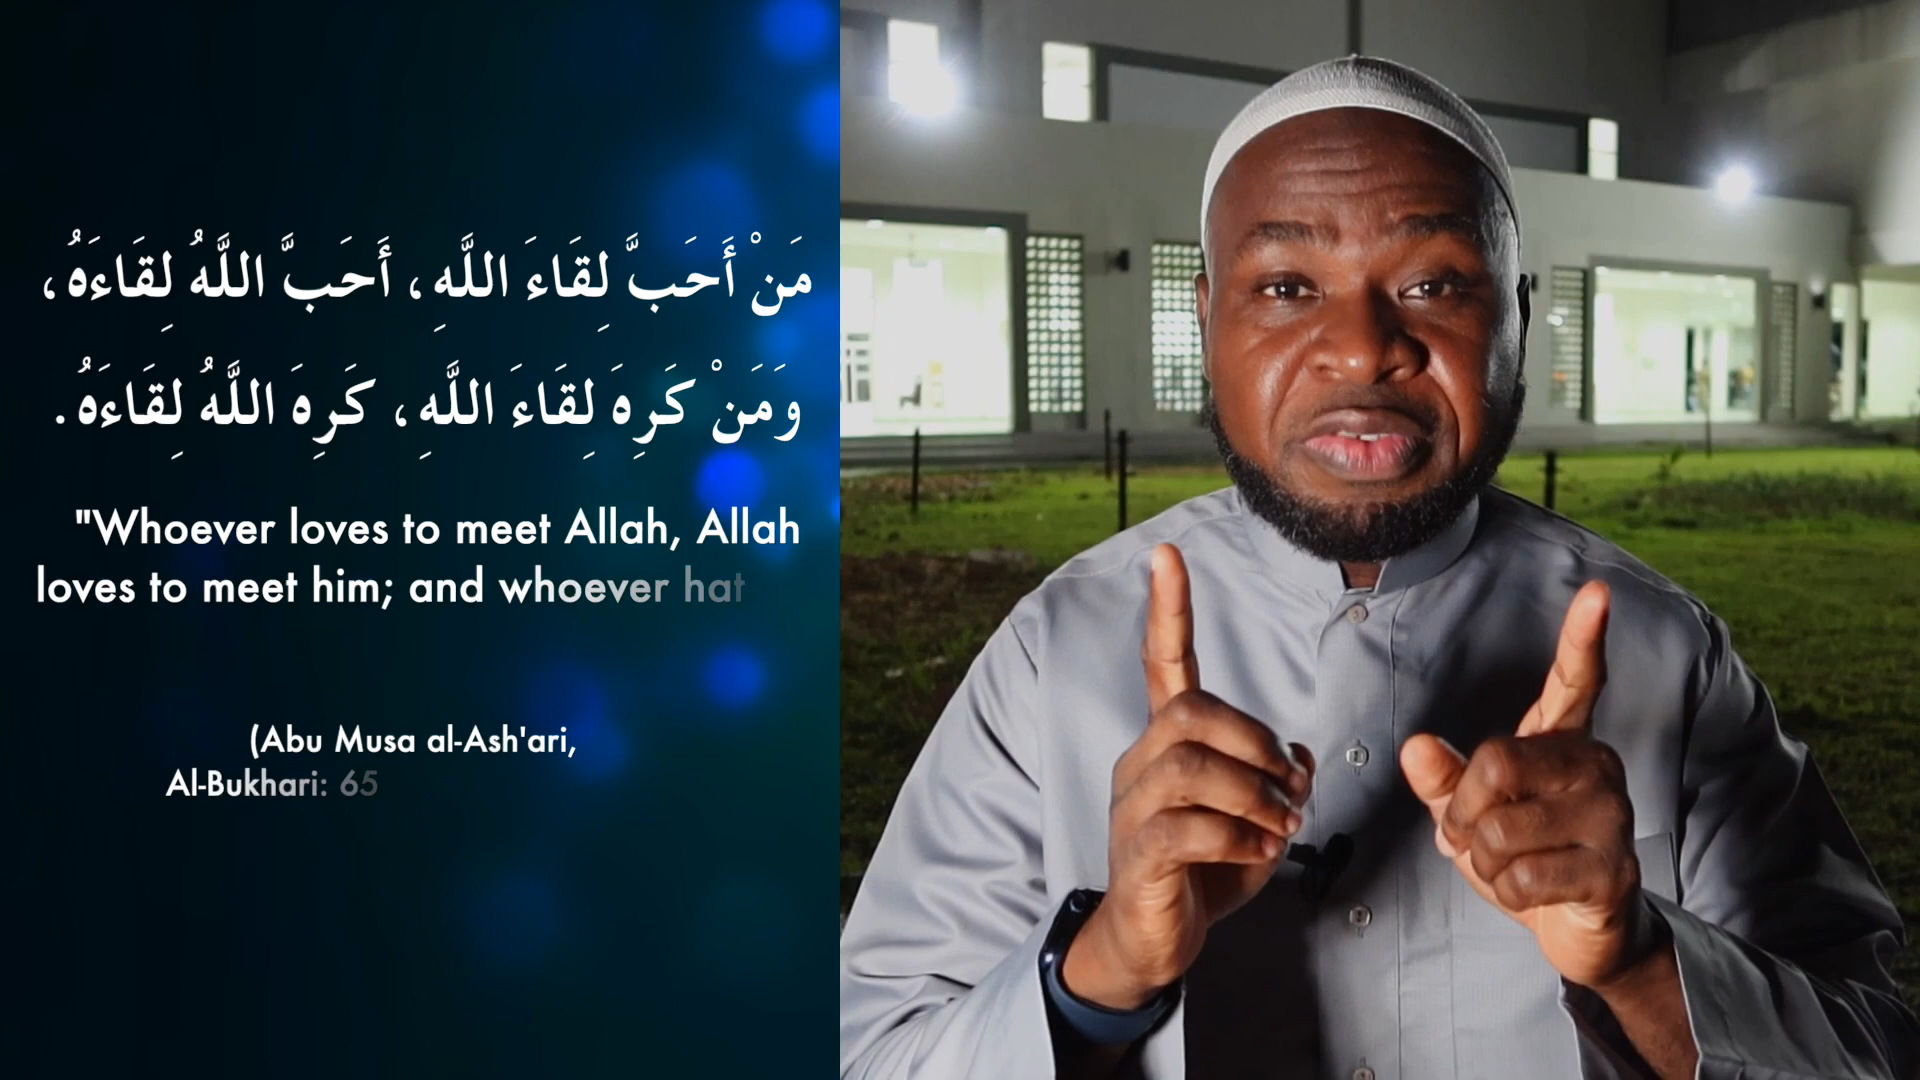 مَنْ أَحَبَّ لِقَاءَ اللَّهِ، أَحَبَّ اللَّهُ لِقَاءَهُ،
وَمَنْ كَرِهَ لِقَاءَ اللَّهِ، كَرِهَ اللَّهُ لِقَاءَهُ.
"Whoever loves to meet Allah, Allah
loves to meet him; and whoever hat
(Abu Musa al-Ash'ari,
Al-Bukhari: 65